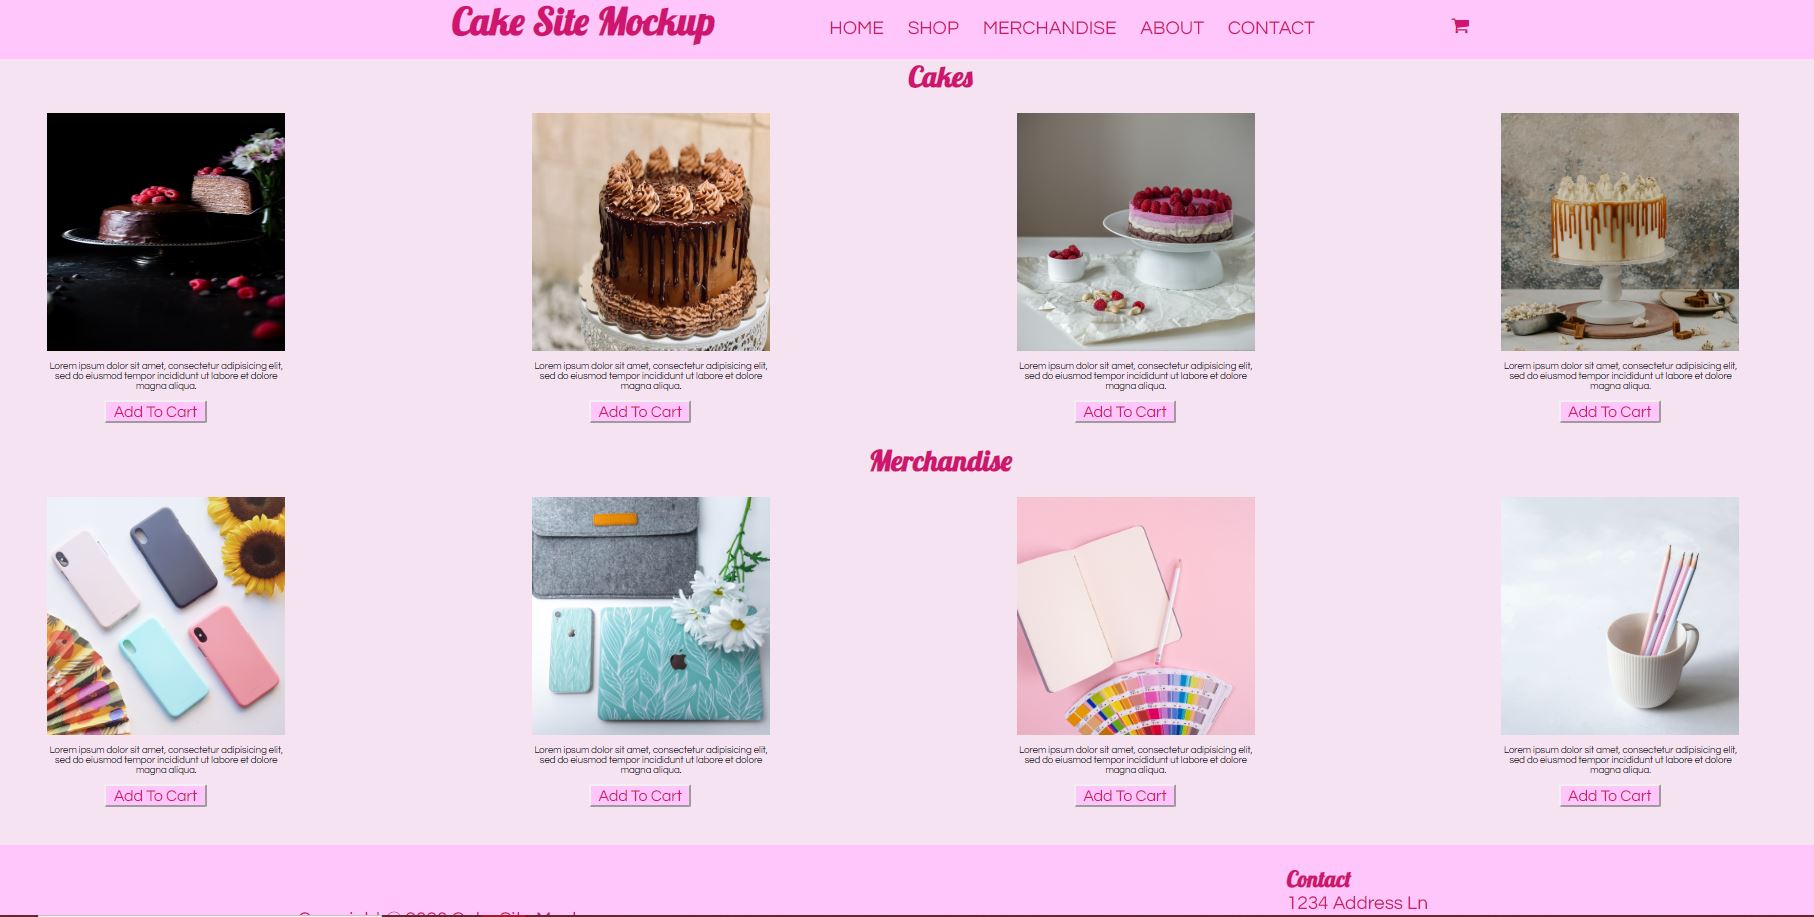 Cake Site Mockup
HOME SHOP MERCHANDISE ABOUT CONTACT
Cakes
Lorem ipsum dolor sit amet, consectetur adipisicing elit,
sed do eiusmod tempor incididunt ut labore et dolore
magna aliqua.
Add To Cart
Lorem ipsum dolor sit amet, consectetur adipisicing elit,
sed do eiusmod tempor incididunt ut labore et dolore
magna aliqua.
Add To Cart
Lorem ipsum dolor sit amet, consectetur adipisicing elit,
sed do eiusmod tempor incididunt ut labore et dolore
magna aliqua.
Add To Cart
Lorem ipsum dolor sit amet, consectetur adipisicing elit,
sed do eiusmod tempor incididunt ut labore et dolore
magna aliqua.
Add To Cart
Merchandise
Lorem ipsum dolor sit amet, consectetur adipisicing elit,
sed do eiusmod tempor incididunt ut labore et dolore
magna aliqua.
Add To Cart
Lorem ipsum dolor sit amet, consectetur adipisicing elit,
sed do eiusmod tempor incididunt ut labore et dolore
magna aliqua.
Add To Cart
Lorem ipsum dolor sit amet, consectetur adipisicing elit,
sed do eiusmod tempor incididunt ut labore et dolore
magna aliqua.
Add To Cart
Lorem ipsum dolor sit amet, consectetur adipisicing elit,
sed do eiusmod tempor incididunt ut labore et dolore
magna aliqua.
Add To Cart
Contact
1234 Address Ln